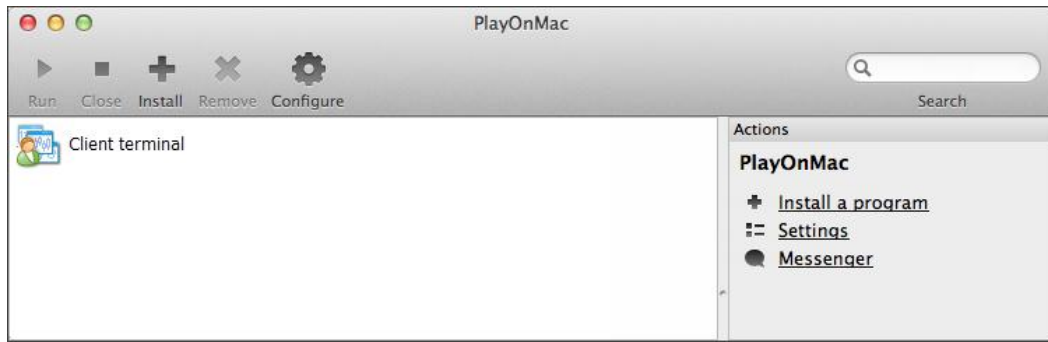 PlayOnMac
Run Close Install Remove Configure
Search
Client terminal
Actions
PlayOnMac
Install a program
Settings
Messenger